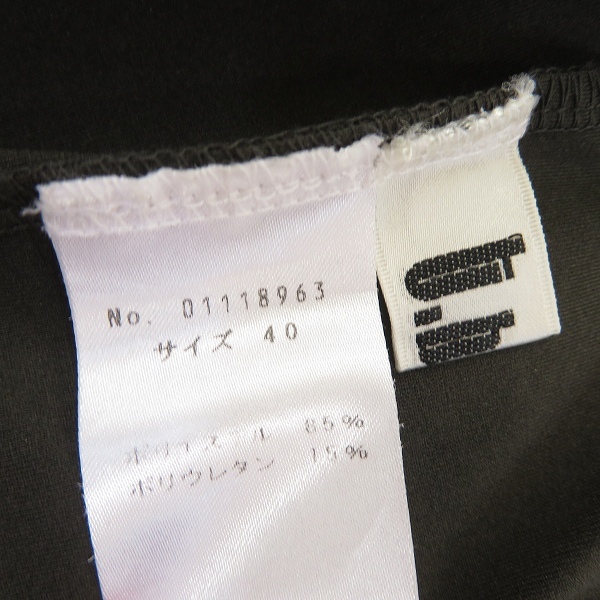 No. 01118963
サイズ 40
ポリエステル 85%
ポリウレタン 15%